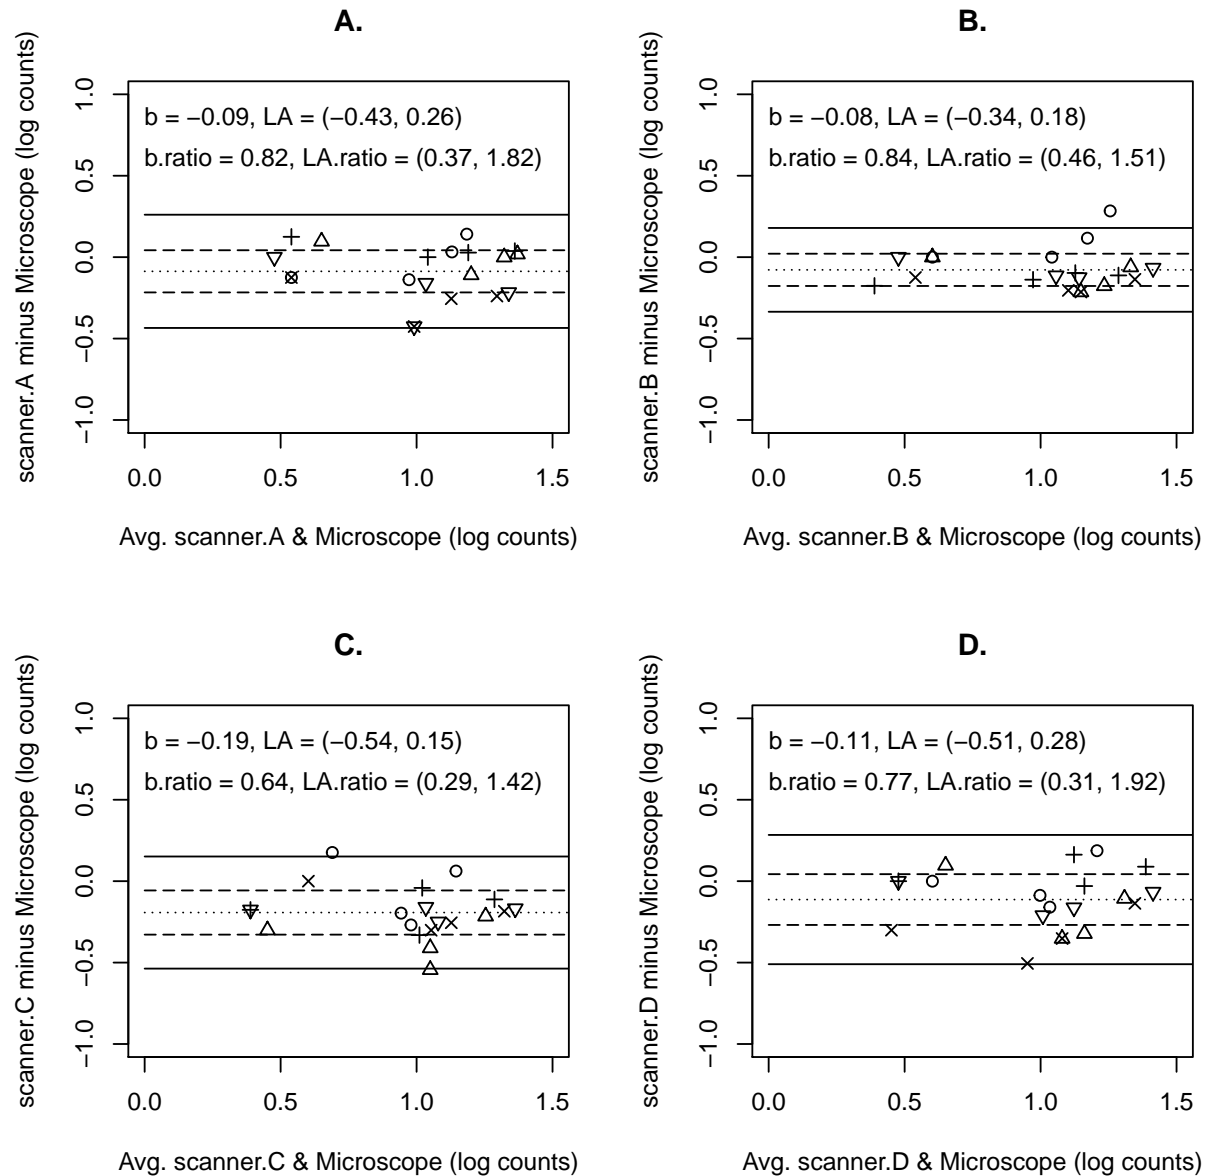 A.
scanner.A minus Microscope (log counts)
1.0
0.5
0.0
−0.5
−1.0
b = −0.09, LA = (−0.43, 0.26)
b.ratio = 0.82, LA.ratio = (0.37, 1.82)
0.0 0.5 1.0 1.5
Avg. scanner.A & Microscope (log counts)
B.
scanner.B minus Microscope (log counts)
1.0
0.5
0.0
−0.5
−1.0
b = −0.08, LA = (−0.34, 0.18)
b.ratio = 0.84, LA.ratio = (0.46, 1.51)
0.0 0.5 1.0 1.5
Avg. scanner.B & Microscope (log counts)
C.
scanner.C minus Microscope (log counts)
1.0
0.5
0.0
−0.5
−1.0
b = −0.19, LA = (−0.54, 0.15)
b.ratio = 0.64, LA.ratio = (0.29, 1.42)
0.0 0.5 1.0 1.5
Avg. scanner.C & Microscope (log counts)
D.
scanner.D minus Microscope (log counts)
1.0
0.5
0.0
−0.5
−1.0
b = −0.11, LA = (−0.51, 0.28)
b.ratio = 0.77, LA.ratio = (0.31, 1.92)
0.0 0.5 1.0 1.5
Avg. scanner.D & Microscope (log counts)